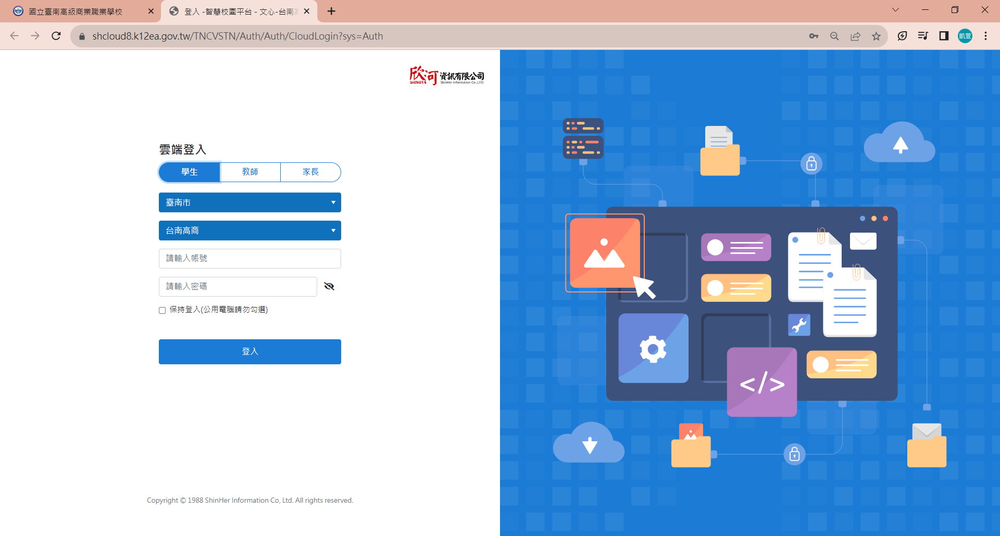 國立臺南高級商業職業學校
登入 -智慧校園平台 - 文心-台南
shcloud8.k12ea.gov.tw/TNCVSTN/Auth/Auth/CloudLogin?sys=Auth
凱萱
欣河 資訊有限公司
SHINHER ShinHer Information Co.,LTD.
雲端登入
學生 教師 家長
臺南市
台南高商
請輸入帳號
請輸入密碼
保持登入(公用電腦請勿勾選)
登入
</>
Copyright © 1988 ShinHer Information Co, Ltd. All rights reserved.